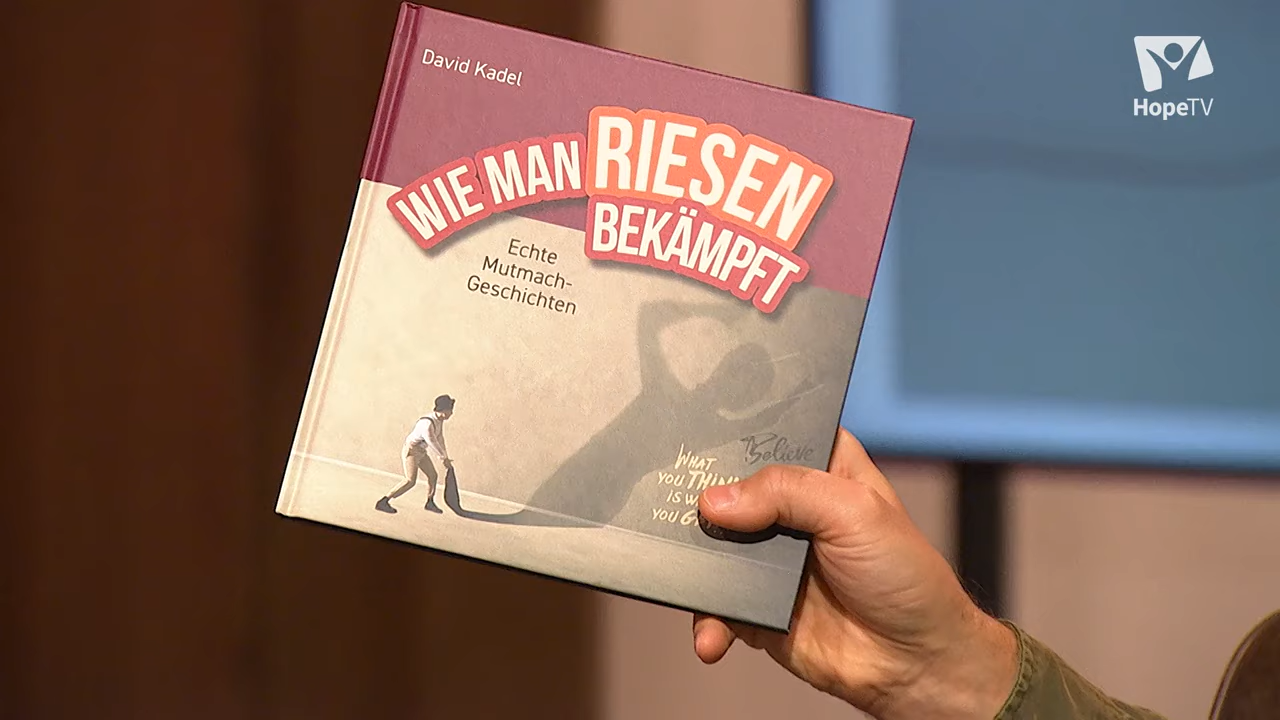 David Kadel
WIE MAN RIESEN
BEKÄMPFT
Echte
Mutmach-
Geschichten
Believe
WHAT
YOU
IS
YOU
HopeTV